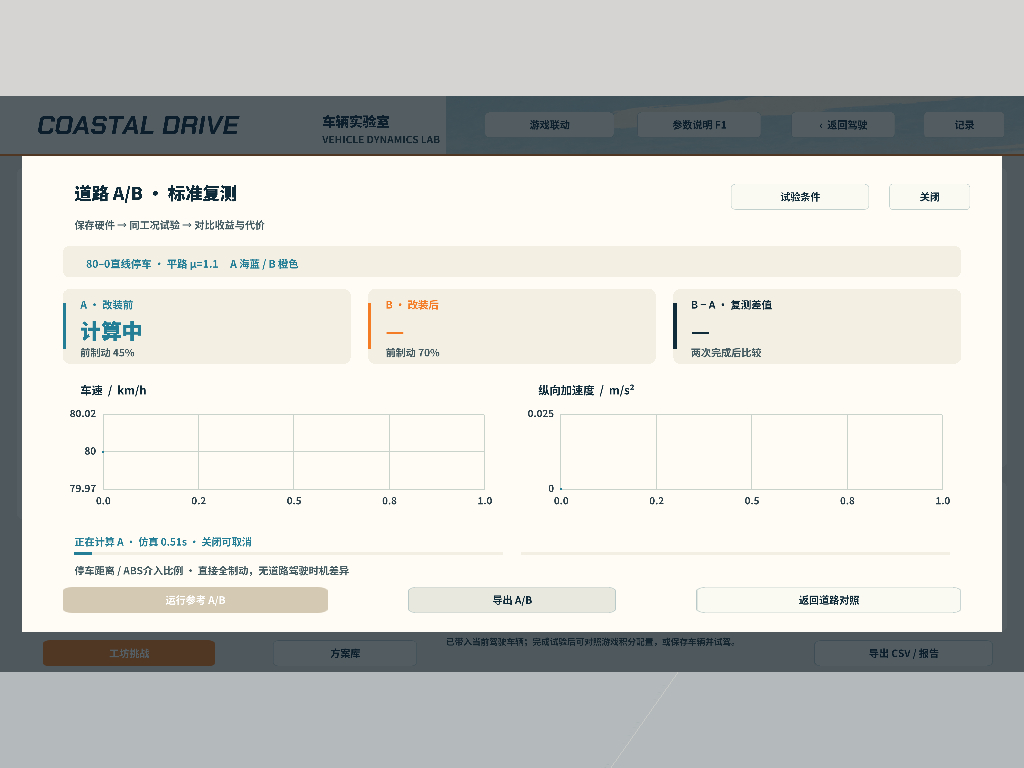 COASTAL DRIVE
车辆实验室
VEHICLE DYNAMICS LAB
游戏联动
参数说明 F1
‹ 返回驾驶
记录
道路 A/B · 标准复测
试验条件
关闭
保存硬件 → 同工况试验 → 对比收益与代价
80–0直线停车 · 平路 μ=1.1 A 海蓝 / B 橙色
A · 改装前
计算中
前制动 45%
B · 改装后
—
前制动 70%
B − A · 复测差值
—
两次完成后比较
车速 / km/h
80.02
80
79.97
0.0 0.2 0.5 0.8 1.0
纵向加速度 / m/s²
0.025
0
0.0 0.2 0.5 0.8 1.0
正在计算 A · 仿真 0.51s · 关闭可取消
停车距离 / ABS介入比例 · 直接全制动，无道路驾驶时机差异
运行参考 A/B
导出 A/B
返回道路对照
已带入当前驾驶车辆；完成试验后可对照游戏积分配置，或保存车辆并试驾。
工坊挑战
方案库
导出 CSV / 报告